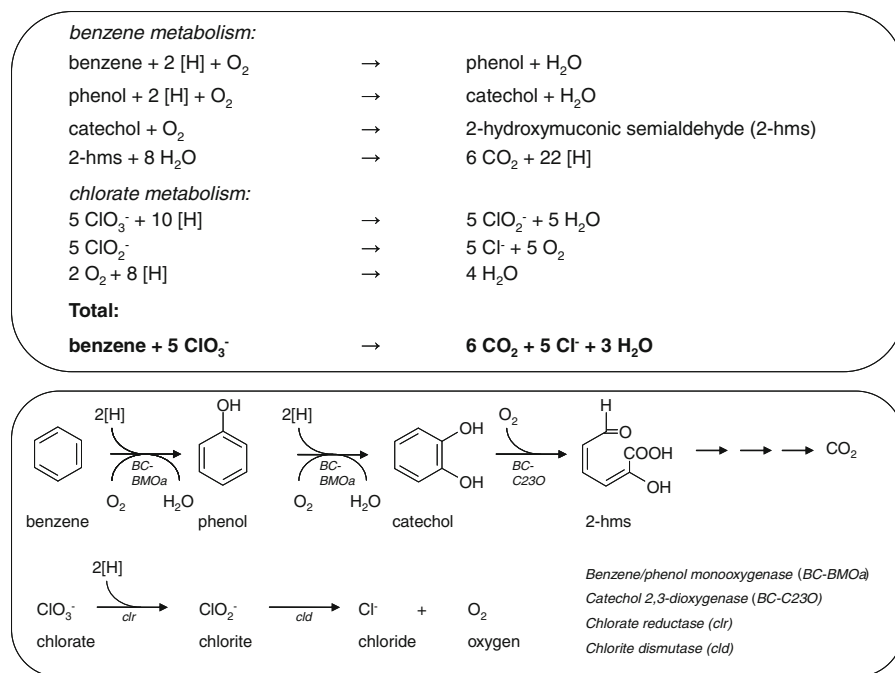 benzene metabolism:
benzene + 2 [H] + O₂ → phenol + H₂O
phenol + 2 [H] + O₂ → catechol + H₂O
catechol + O₂ → 2-hydroxymuconic semialdehyde (2-hms)
2-hms + 8 H₂O → 6 CO₂ + 22 [H]
chlorate metabolism:
5 ClO₃⁻ + 10 [H] → 5 ClO₂⁻ + 5 H₂O
5 ClO₂⁻ → 5 Cl⁻ + 5 O₂
2 O₂ + 8 [H] → 4 H₂O
Total:
benzene + 5 ClO₃⁻ → 6 CO₂ + 5 Cl⁻ + 3 H₂O
2[H] OH 2[H] O₂ H
O
OH COOH
CO₂
BC-BMOa BC-BMOa OH BC-C23O OH
O₂ H₂O O₂ H₂O
benzene phenol catechol 2-hms
2[H]
ClO₃⁻ clr ClO₂⁻ cld Cl⁻ + O₂
chlorate chlorite chloride oxygen
Benzene/phenol monooxygenase (BC-BMOa)
Catechol 2,3-dioxygenase (BC-C23O)
Chlorate reductase (clr)
Chlorite dismutase (cld)